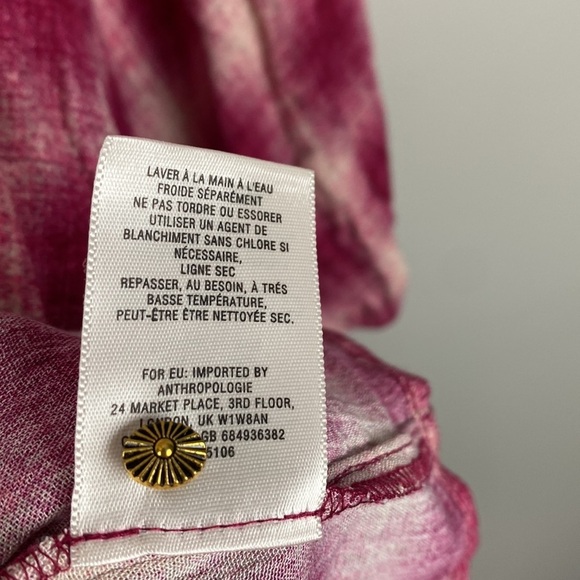 LAVER À LA MAIN À L'EAU
FROIDE SÉPARÉMENT
NE PAS TORDRE OU ESSORER
UTILISER UN AGENT DE
BLANCHIMENT SANS CHLORE SI
NÉCESSAIRE,
LIGNE SEC
REPASSER, AU BESOIN, À TRÉS
BASSE TEMPÉRATURE,
PEUT-ÊTRE ÊTRE NETTOYÉE SEC.
FOR EU: IMPORTED BY
ANTHROPOLOGIE
24 MARKET PLACE, 3RD FLOOR,
LONDON, UK W1W8AN
GB 684936382
5106